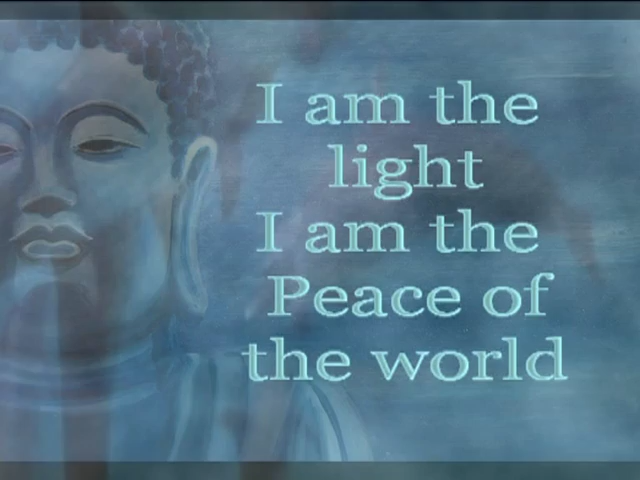 I am the
light
I am the
Peace of
the world